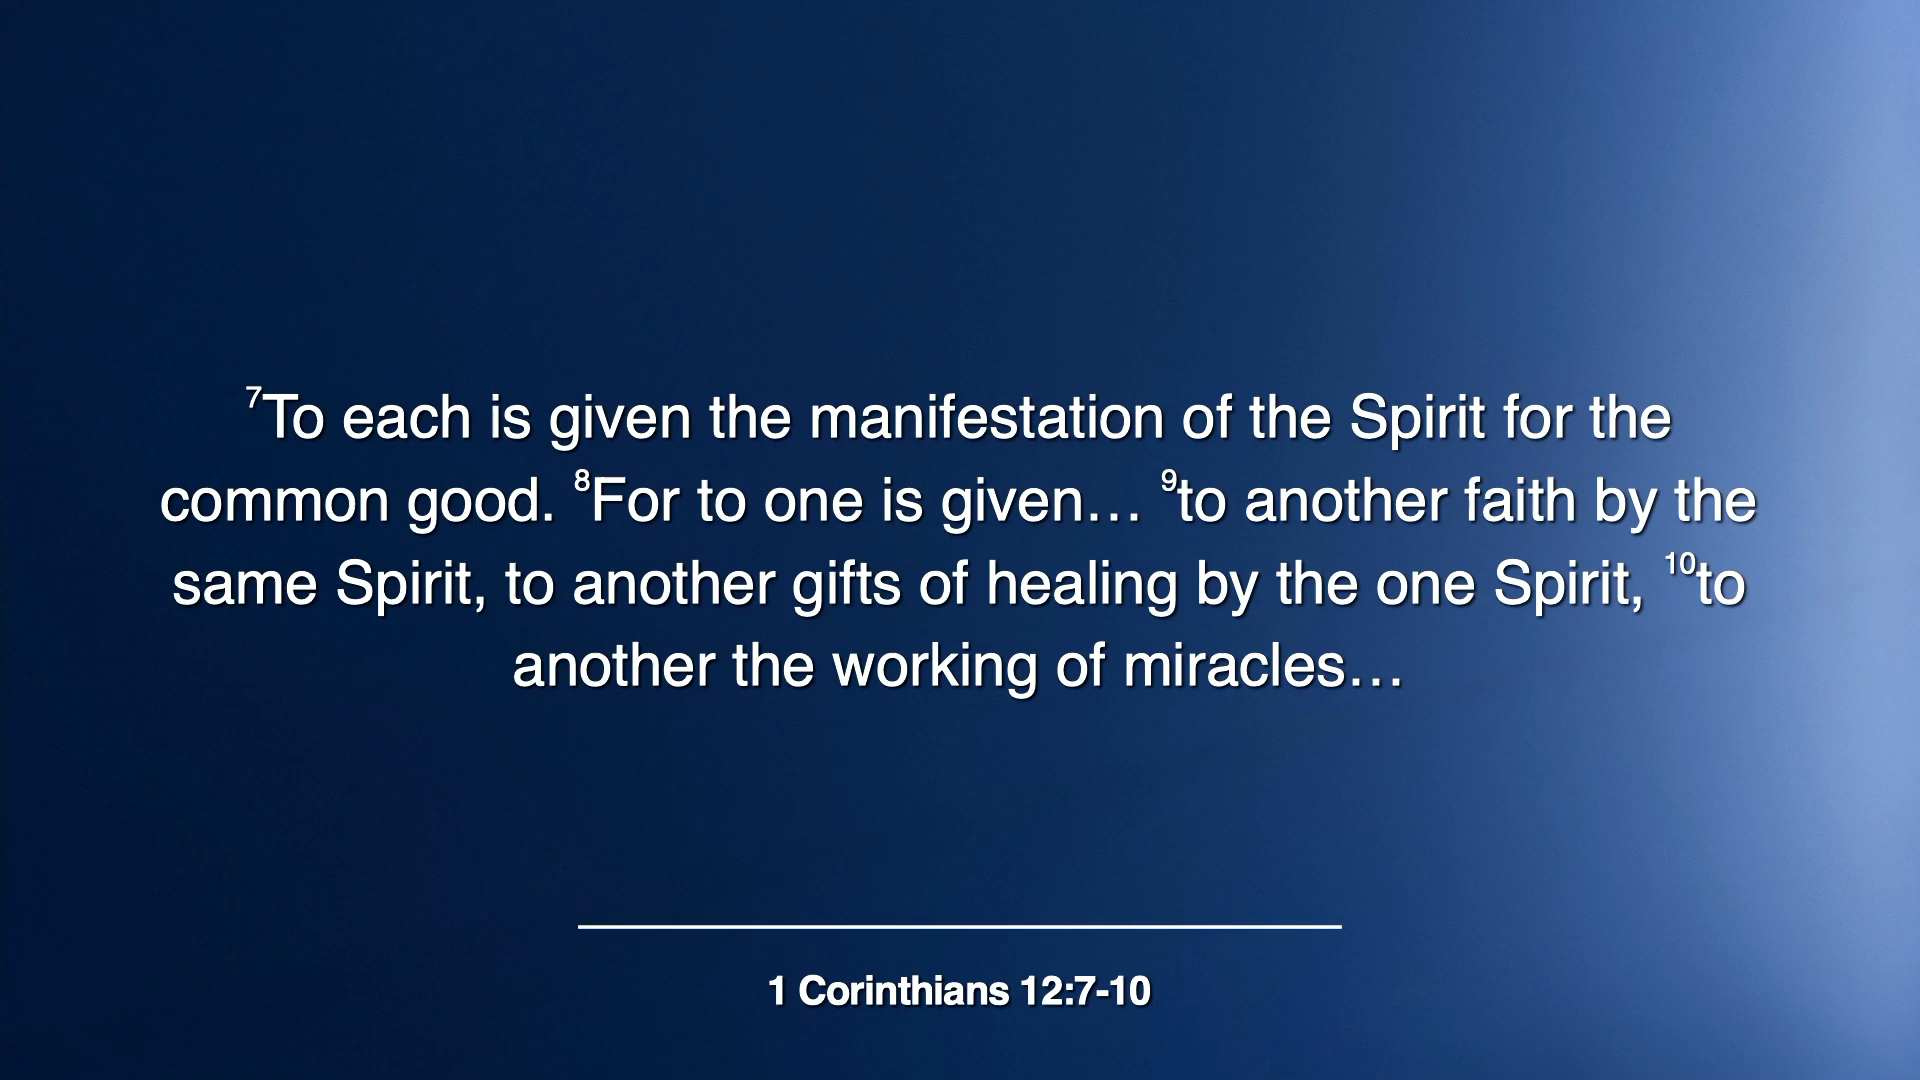 ⁷To each is given the manifestation of the Spirit for the
common good. ⁸For to one is given… ⁹to another faith by the
same Spirit, to another gifts of healing by the one Spirit, ¹⁰to
another the working of miracles…
1 Corinthians 12:7-10